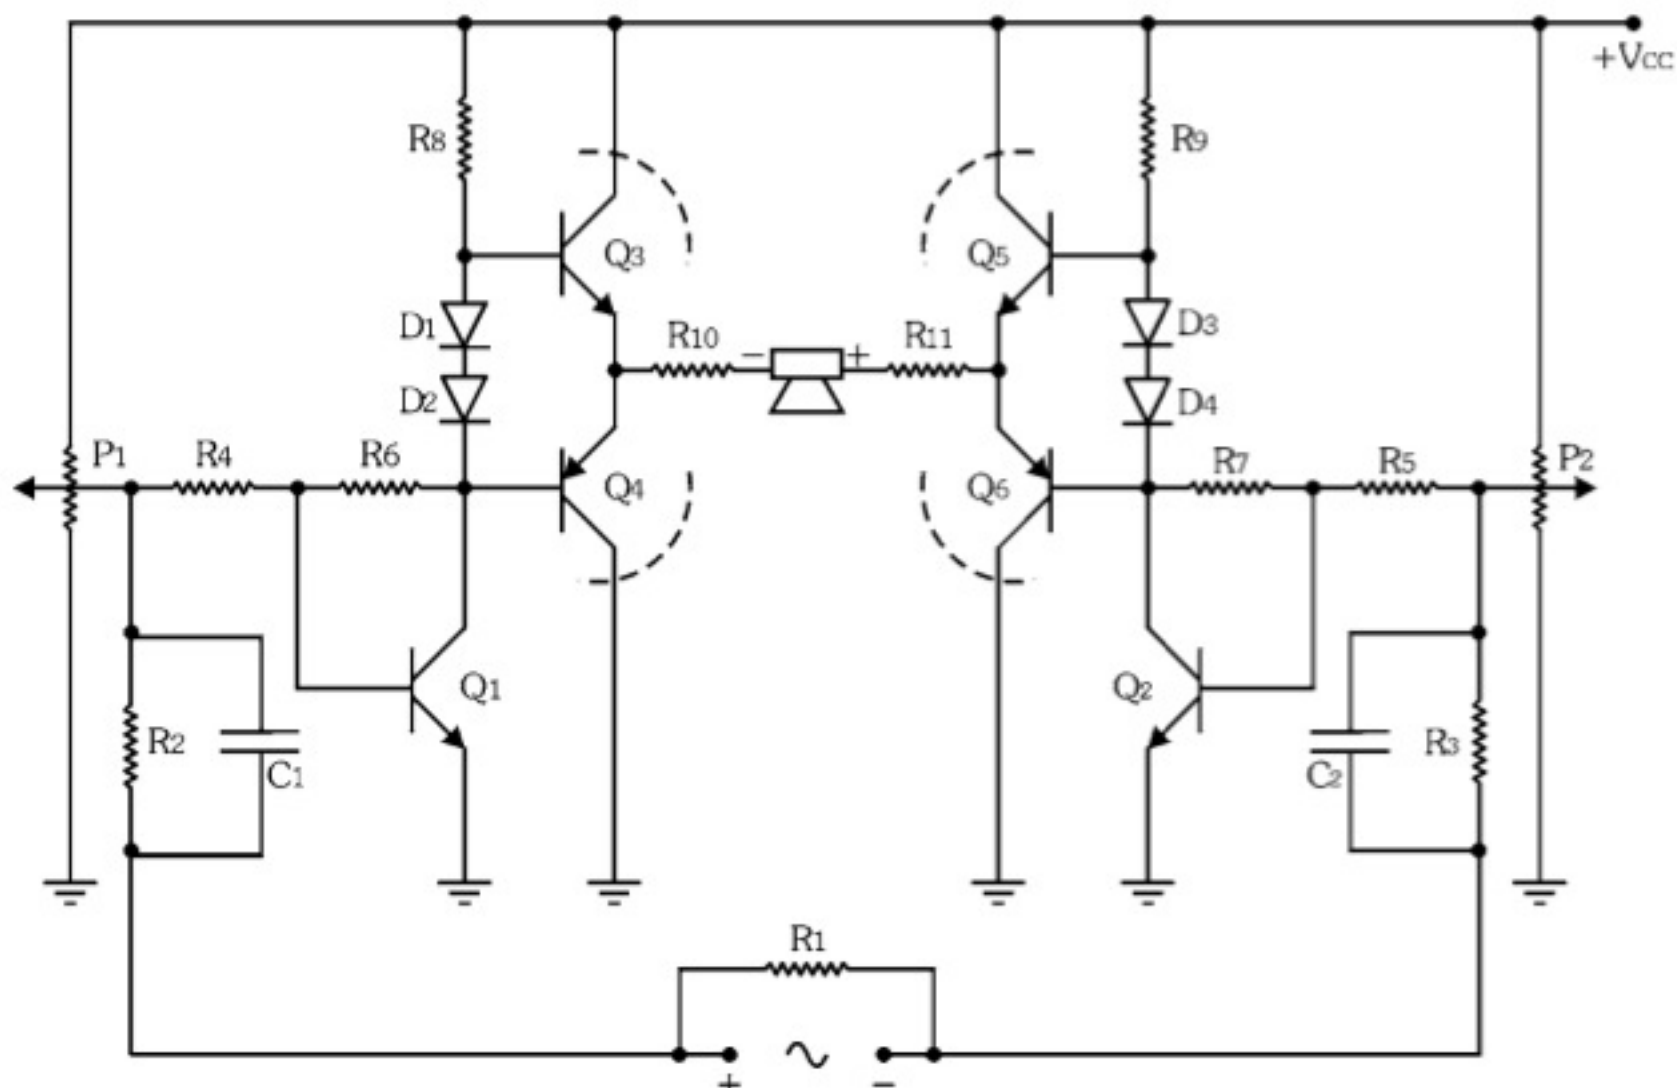 +VCC
R8
R9
Q3
Q5
D1
R10
−
+
R11
D3
D2
D4
P1
R4
R6
Q4
Q6
R7
R5
P2
Q1
Q2
R2
C1
C2
R3
R1
+
−